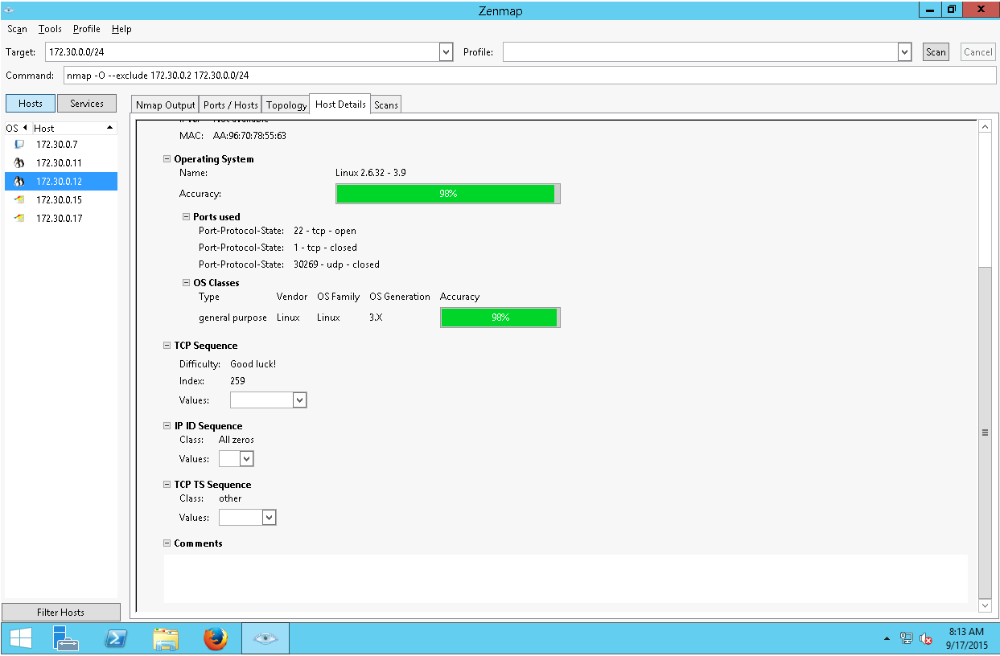 Zenmap
Scan Tools Profile Help
Target: 172.30.0.0/24 Profile: Scan Cancel
Command: nmap -O --exclude 172.30.0.2 172.30.0.0/24
Hosts Services
Nmap Output Ports / Hosts Topology Host Details Scans
OS Host
172.30.0.7
172.30.0.11
172.30.0.12
172.30.0.15
172.30.0.17
Filter Hosts
Not available
MAC: AA:96:70:78:55:63
Operating System
Name: Linux 2.6.32 - 3.9
Accuracy: 98%
Ports used
Port-Protocol-State: 22 - tcp - open
Port-Protocol-State: 1 - tcp - closed
Port-Protocol-State: 30269 - udp - closed
OS Classes
Type Vendor OS Family OS Generation Accuracy
general purpose Linux Linux 3.X 98%
TCP Sequence
Difficulty: Good luck!
Index: 259
Values:
IP ID Sequence
Class: All zeros
Values:
TCP TS Sequence
Class: other
Values:
Comments
8:13 AM
9/17/2015